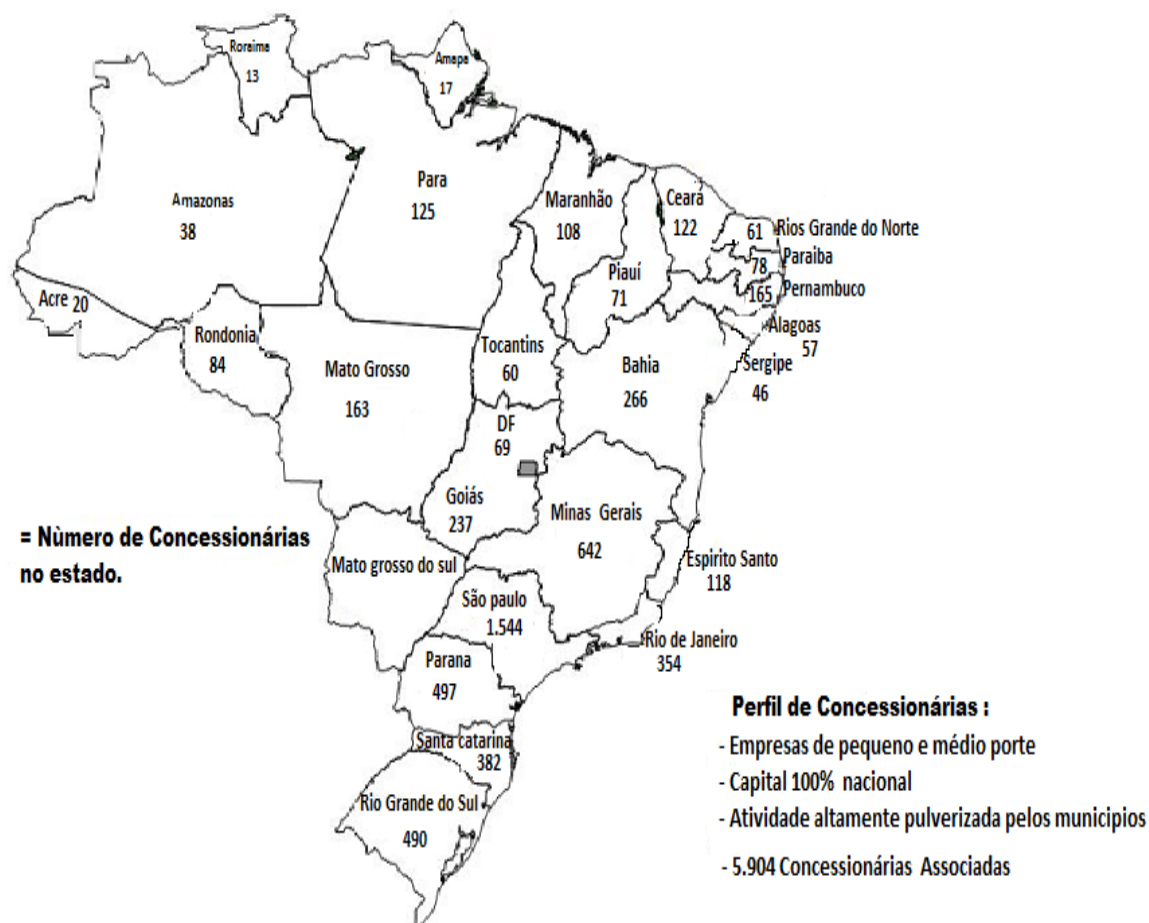 Roraima
13
Amapa
17
Amazonas
38
Para
125
Maranhão
108
Ceará
122
Piauí
71
61
Rios Grande do Norte
78
Paraiba
165
Pernambuco
Alagoas
57
Sergipe
46
Acre 20
Rondonia
84
Mato Grosso
163
Tocantins
60
Bahia
266
DF
69
Goiás
237
Minas Gerais
642
= Nùmero de Concessionárias
no estado.
Mato grosso do sul
Espirito Santo
118
São paulo
1.544
Rio de Janeiro
354
Parana
497
Santa catarina
382
Rio Grande do Sul
490
Perfil de Concessionárias :
- Empresas de pequeno e médio porte
- Capital 100% nacional
- Atividade altamente pulverizada pelos municipios
- 5.904 Concessionárias Associadas